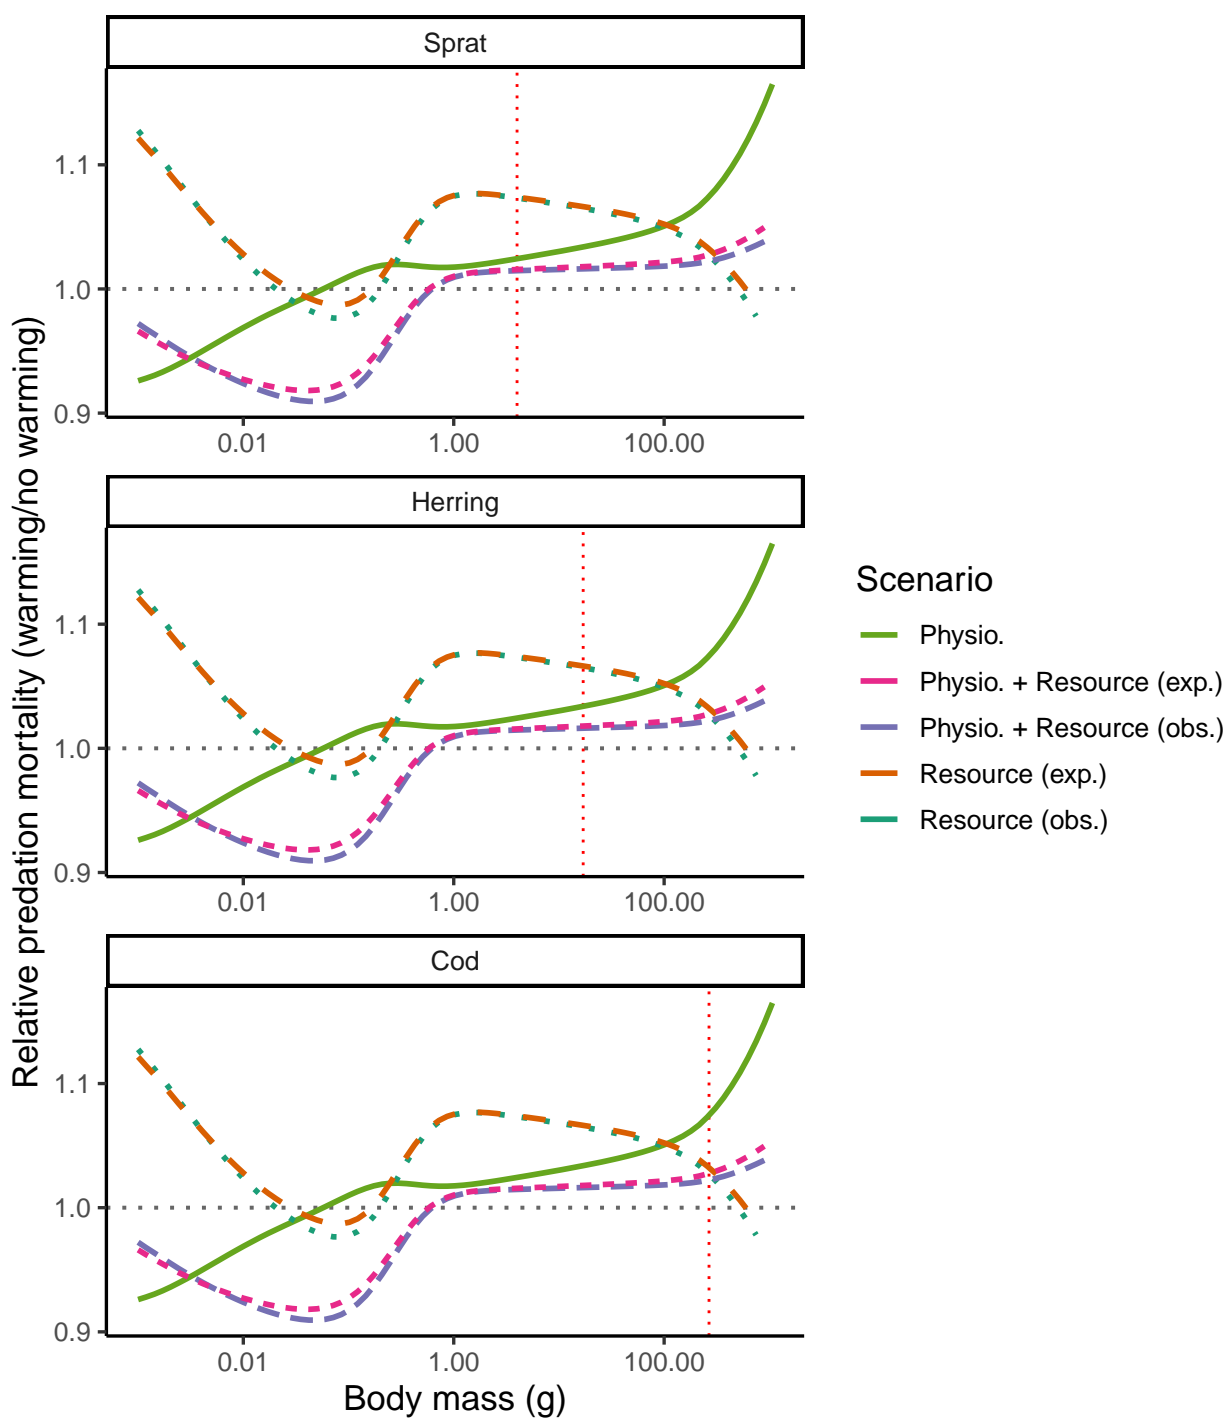 Sprat
1.1
1.0
0.9
0.01 1.00 100.00
Herring
1.1
1.0
0.9
0.01 1.00 100.00
Cod
1.1
1.0
0.9
0.01 1.00 100.00
Body mass (g)
Relative predation mortality (warming/no warming)
Scenario
Physio.
Physio. + Resource (exp.)
Physio. + Resource (obs.)
Resource (exp.)
Resource (obs.)